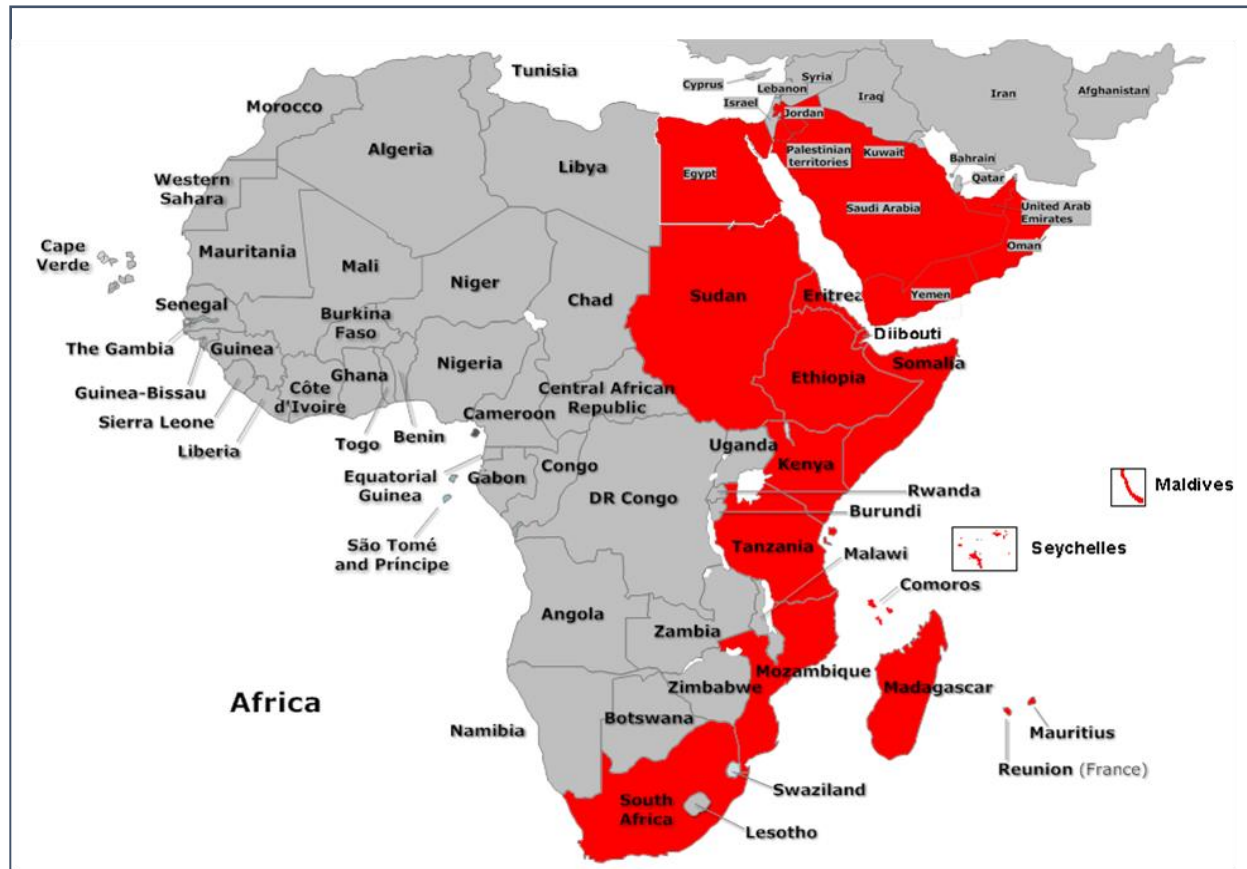 Tunisia
Morocco
Algeria
Libya
Western
Sahara
Cape
Verde
Mauritania
Mali
Niger
Chad
Senegal
Burkina
Faso
The Gambia
Guinea
Guinea-Bissau
Sierra Leone
Liberia
Côte
d'Ivoire
Ghana
Togo
Benin
Nigeria
Cameroon
Central African
Republic
Equatorial
Guinea
Gabon
Congo
DR Congo
São Tomé
and Príncipe
Cyprus
Syria
Lebanon
Israel
Iraq
Iran
Afghanistan
Jordan
Palestinian
territories
Kuwait
Bahrain
Qatar
United Arab
Emirates
Egypt
Saudi Arabia
Oman
Yemen
Sudan
Eritrea
Diibouti
Somalia
Ethiopia
Uganda
Kenya
Rwanda
Burundi
Tanzania
Malawi
Maldives
Seychelles
Comoros
Angola
Zambia
Mozambique
Madagascar
Zimbabwe
Botswana
Namibia
Africa
Mauritius
Reunion (France)
Swaziland
South
Africa
Lesotho